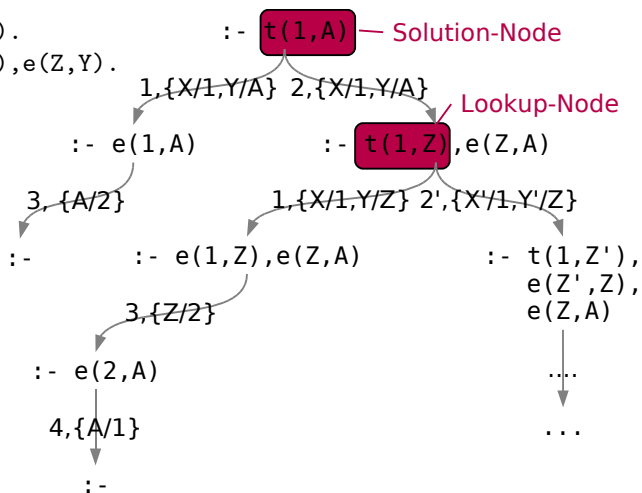 ).
:- t(1,A)
Solution-Node
),e(Z,Y).
1,{X/1,Y/A} 2,{X/1,Y/A}
Lookup-Node
:- e(1,A)
:- t(1,Z),e(Z,A)
3, {A/2}
1,{X/1,Y/Z} 2',{X'/1,Y'/Z}
:-
:- e(1,Z),e(Z,A)
:- t(1,Z'),
e(Z',Z),
e(Z,A)
3,{Z/2}
:- e(2,A)
....
4,{A/1}
...
:-